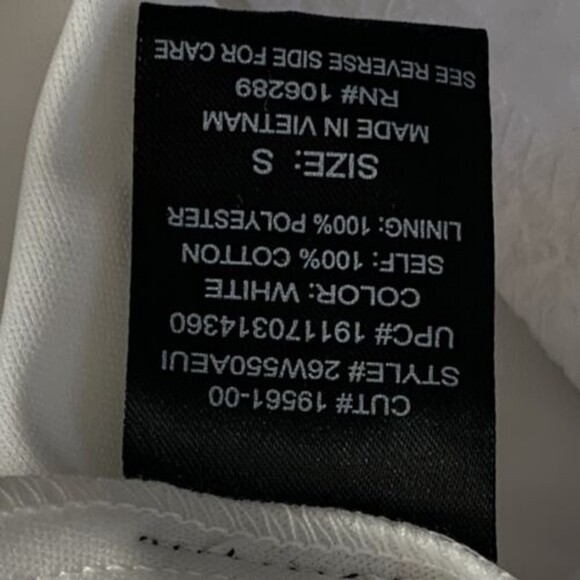 CUT# 19561-00
STYLE# 26W550AEUI
UPC# 191170314360
COLOR: WHITE
SELF: 100% COTTON
LINING: 100% POLYESTER
SIZE: S
MADE IN VIETNAM
RN# 106289
SEE REVERSE SIDE FOR CARE